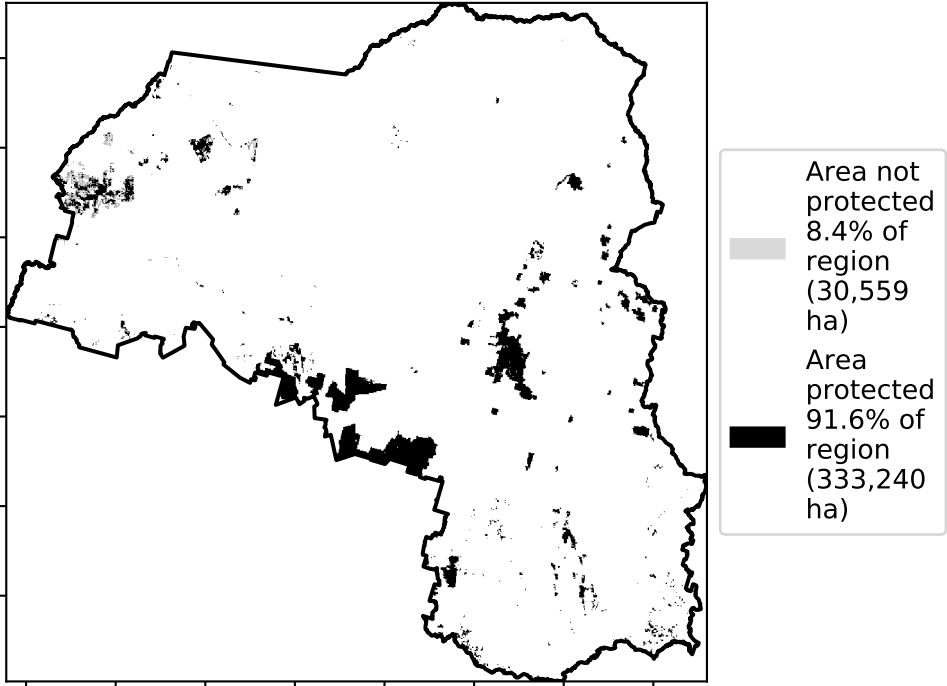 Area not
protected
8.4% of
region
(30,559
ha)
Area
protected
91.6% of
region
(333,240
ha)